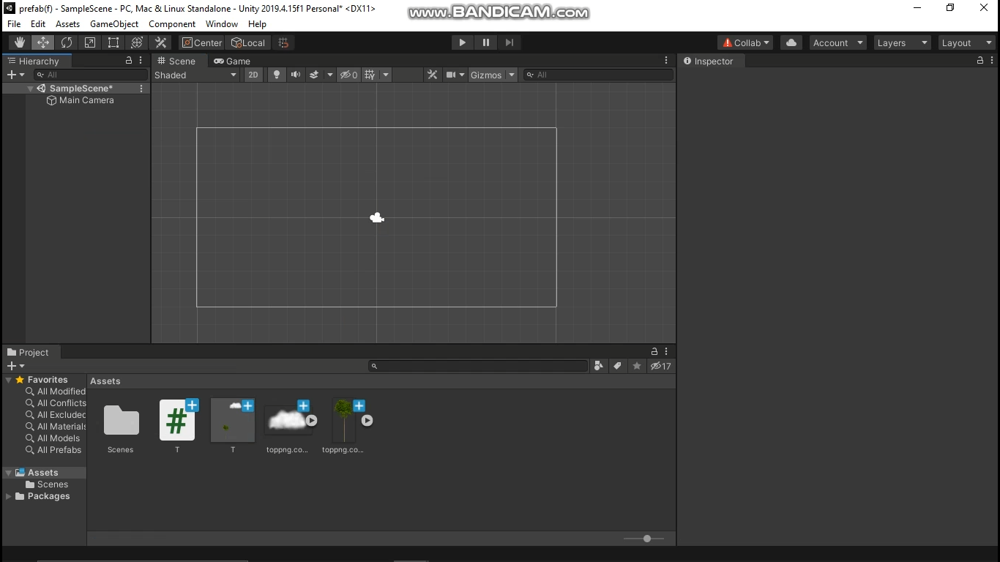 prefab(f) - SampleScene - PC, Mac & Linux Standalone - Unity 2019.4.15f1 Personal* <DX11>
www.BANDICAM.com
File Edit Assets GameObject Component Window Help
Center Local Collab Account Layers Layout
Hierarchy
All
SampleScene*
Main Camera
Scene Game
Shaded 2D 0 Gizmos All
Inspector
Project
17
Favorites
All Modified
All Conflicts
All Excluded
All Materials
All Models
All Prefabs
Assets
Scenes
Packages
Assets
Scenes T T toppng.co... toppng.co...